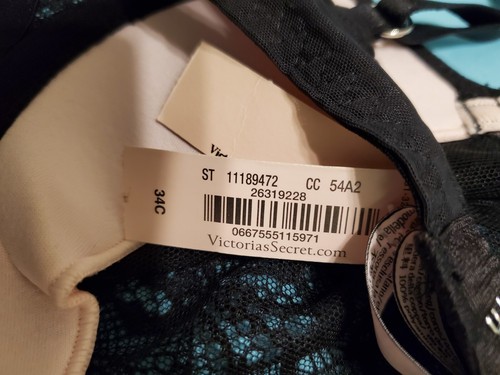 ST 11189472 CC 54A2
26319228
34C
0667555115971
VictoriasSecret.com